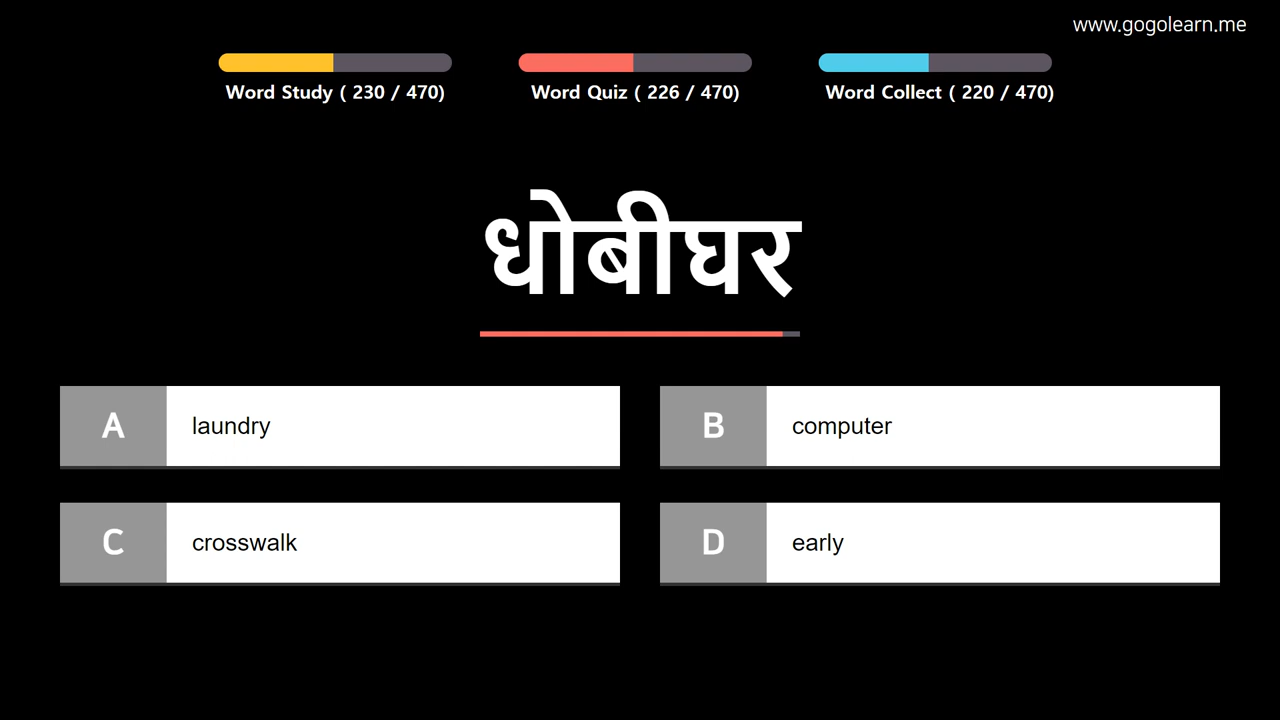 www.gogolearn.me
Word Study ( 230 / 470)
Word Quiz ( 226 / 470)
Word Collect ( 220 / 470)
धोबीघर
A laundry
B computer
C crosswalk
D early